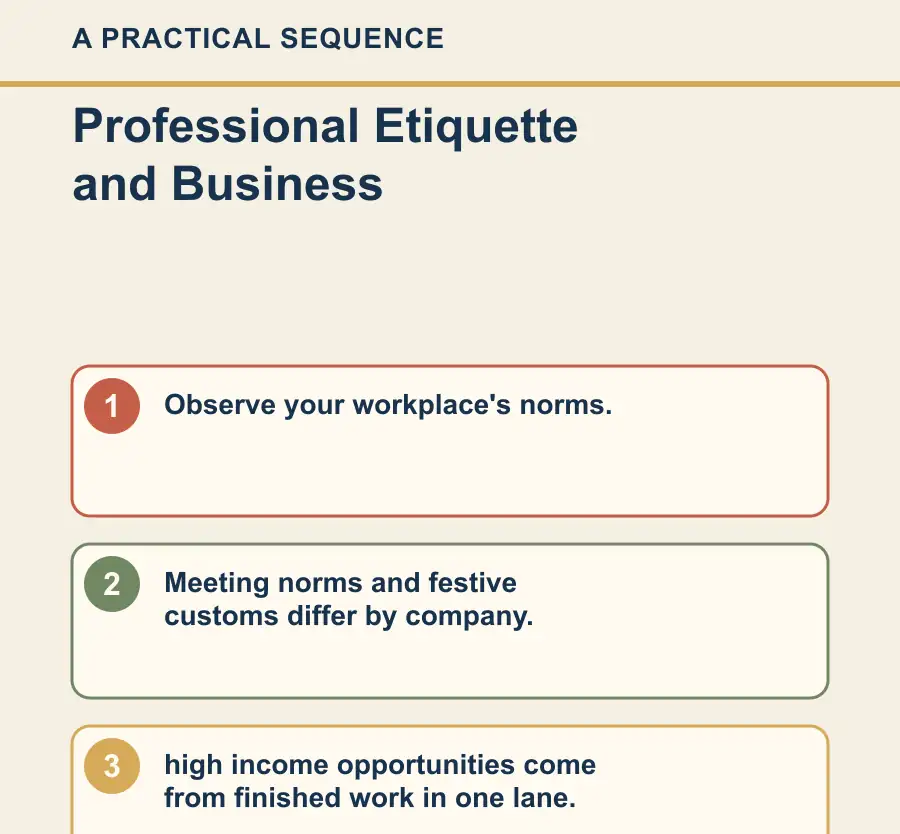 A PRACTICAL SEQUENCE
Professional Etiquette
and Business
1
Observe your workplace's norms.
2
Meeting norms and festive
customs differ by company.
3
high income opportunities come
from finished work in one lane.